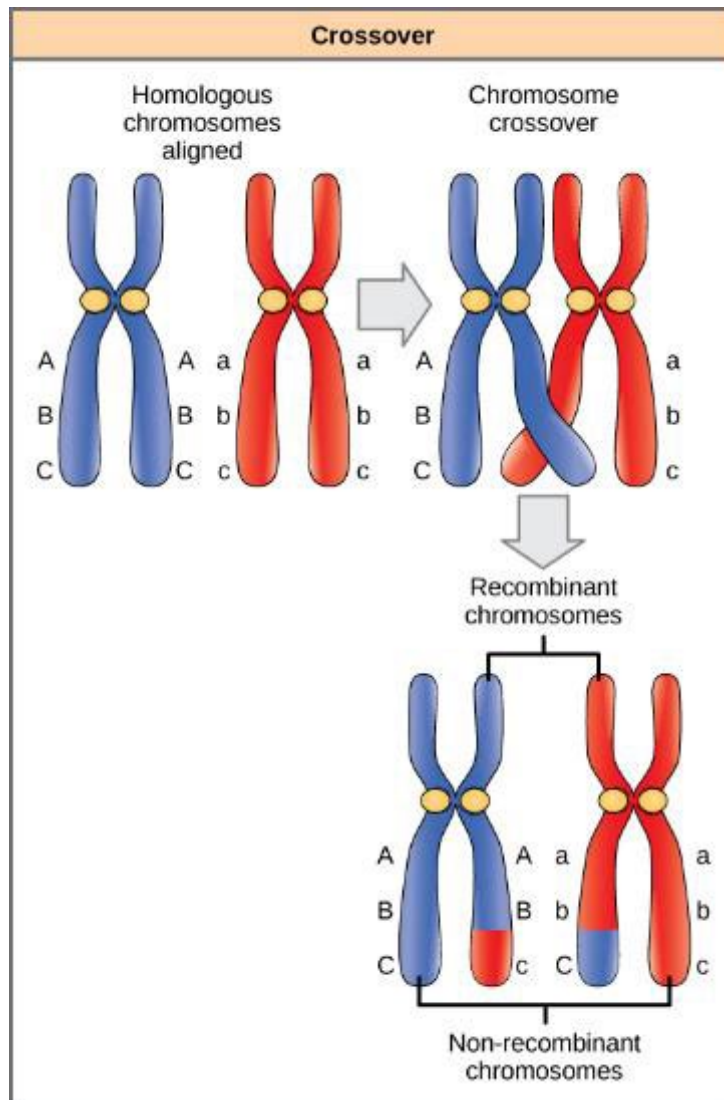 Crossover
Homologous
chromosomes
aligned
Chromosome
crossover
A A a a
B B b b
C C c c
A a
B b
C c
Recombinant
chromosomes
A A a a
B B b b
C c C c
Non-recombinant
chromosomes